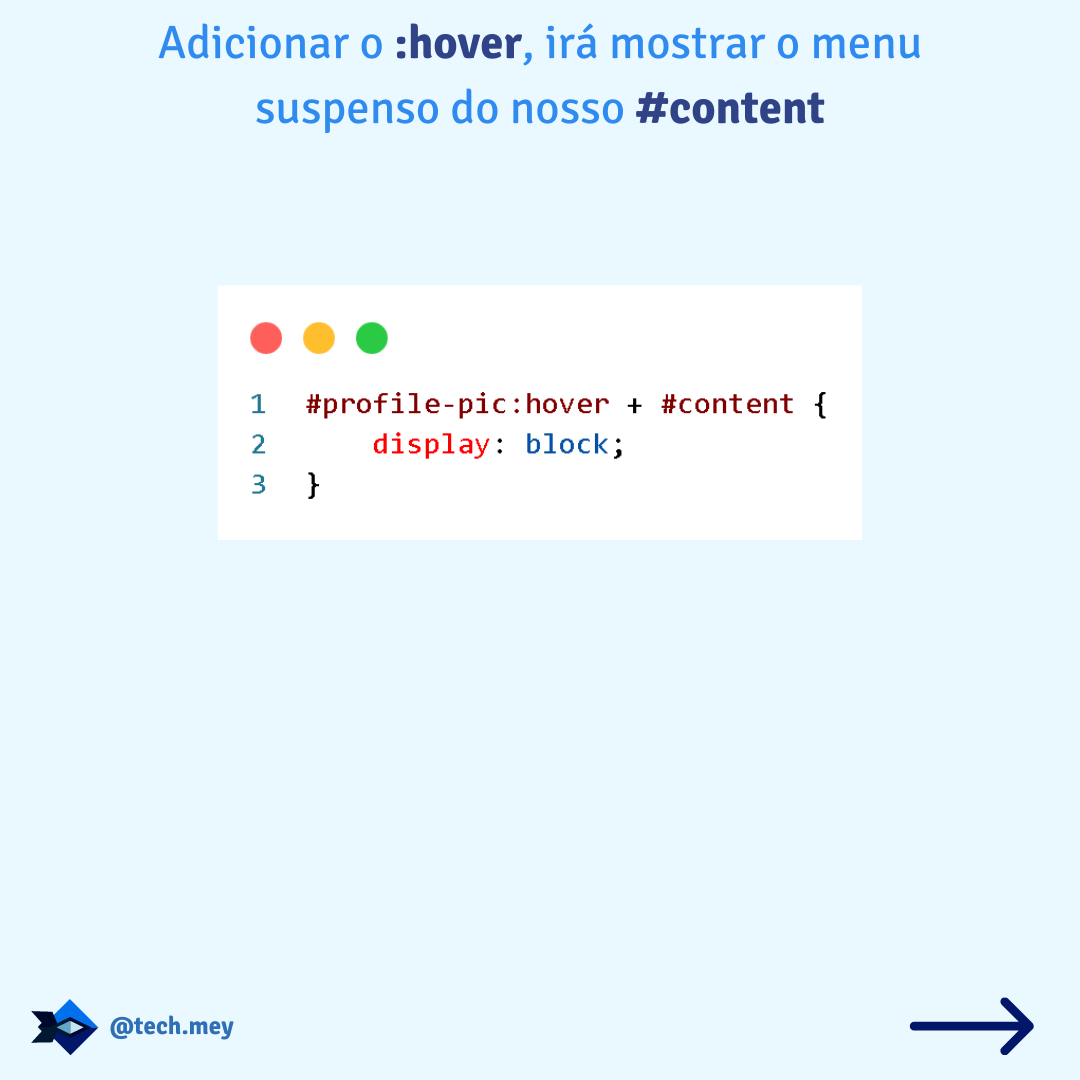 Adicionar o :hover, irá mostrar o menu
suspenso do nosso #content
1 #profile-pic:hover + #content {
2 display: block;
3 }
@tech.mey